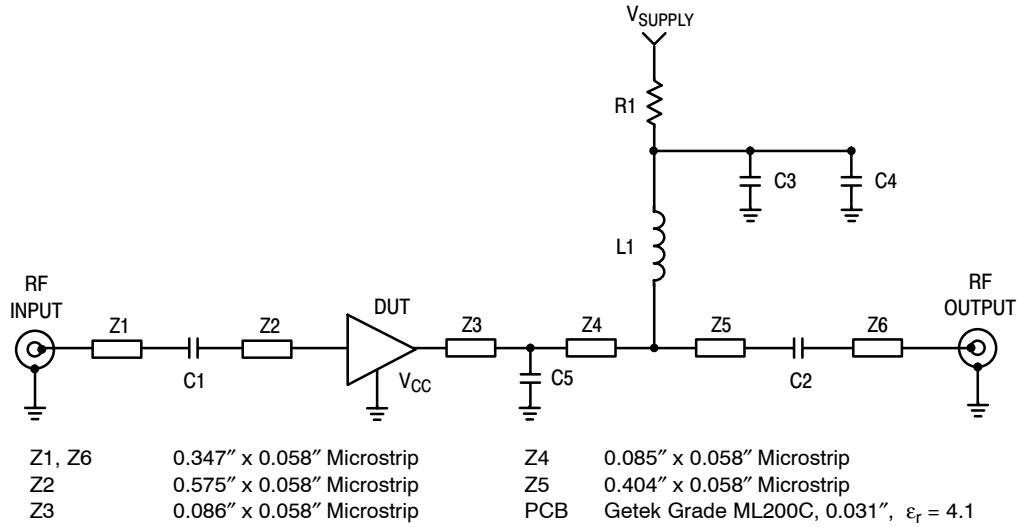 VSUPPLY
R1
C3
C4
L1
RF
INPUT
Z1
C1
Z2
DUT
VCC
Z3
C5
Z4
Z5
C2
Z6
RF
OUTPUT
Z1, Z6 0.347″ x 0.058″ Microstrip
Z2 0.575″ x 0.058″ Microstrip
Z3 0.086″ x 0.058″ Microstrip
Z4 0.085″ x 0.058″ Microstrip
Z5 0.404″ x 0.058″ Microstrip
PCB Getek Grade ML200C, 0.031″, εr = 4.1